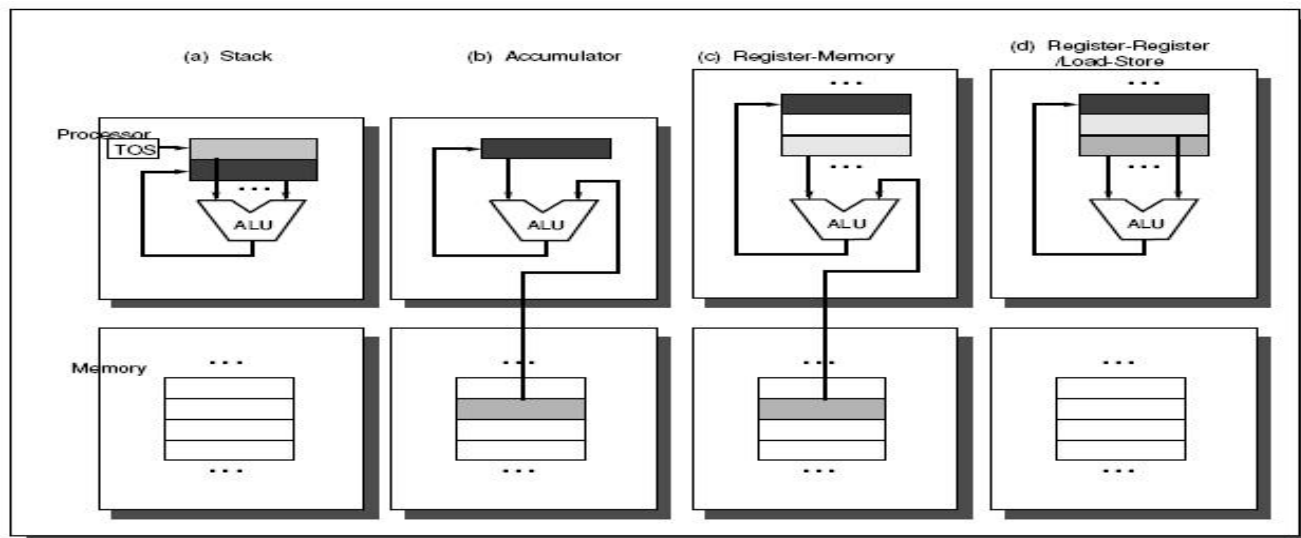 (a) Stack
(b) Accumulator
(c) Register-Memory
(d) Register-Register
/Load-Store
Processor
TOS
...
ALU
ALU
...
...
ALU
...
...
ALU
Memory
...
...
...
...
...
...
...
...